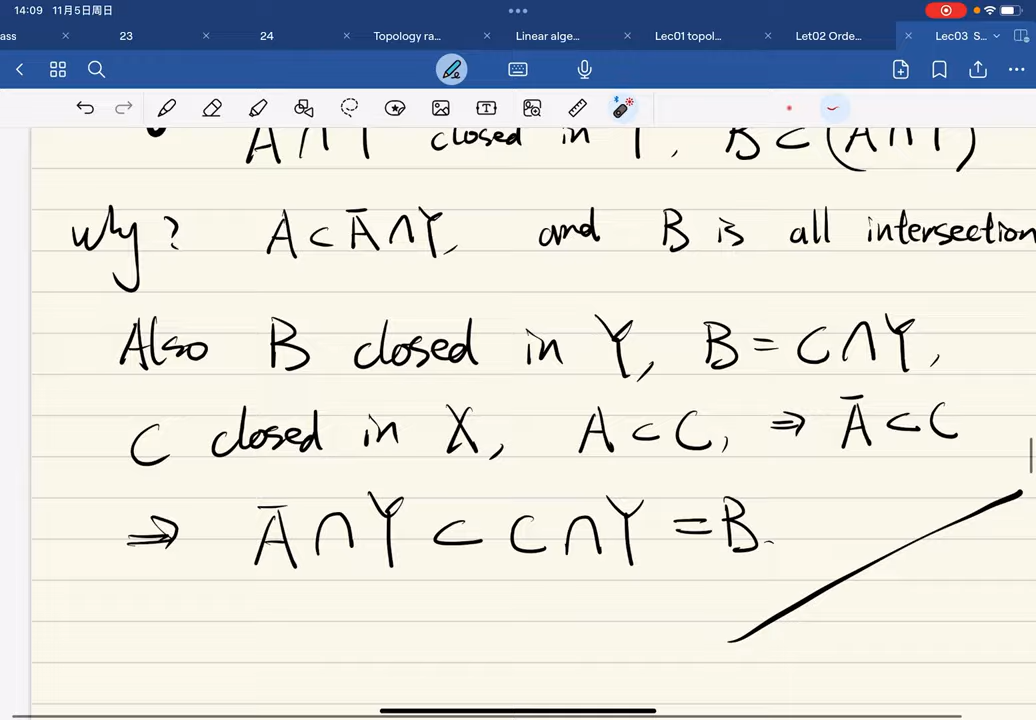 14:09 11月5日周日
ass 23 24 Topology ra... Linear alge... Lec01 topol... Let02 Orde... Lec03 S...
Ā ∩ Y closed in Y, B ⊂ (Ā ∩ Y)
Why? A ⊂ Ā ∩ Y, and B is all intersection
Also B closed in Y, B = C ∩ Y,
C closed in X, A ⊂ C, ⇒ Ā ⊂ C
⇒ Ā ∩ Y ⊂ C ∩ Y = B.